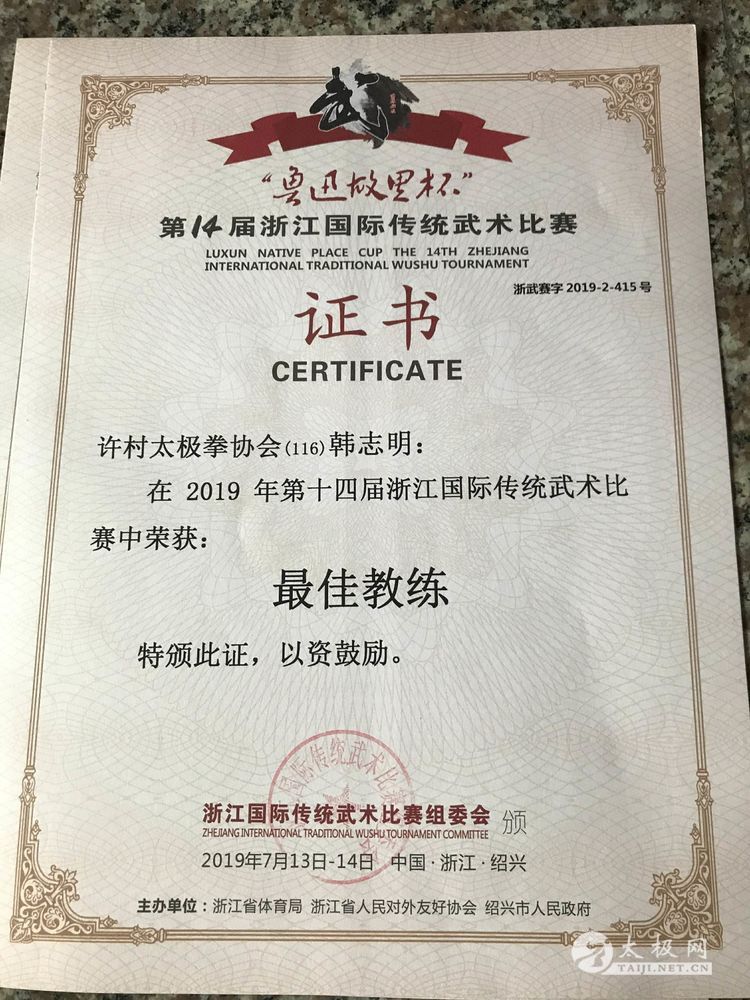 武
“鲁迅故里杯”
第14届浙江国际传统武术比赛
LUXUN NATIVE PLACE CUP THE 14TH ZHEJIANG
INTERNATIONAL TRADITIONAL WUSHU TOURNAMENT
浙武赛字 2019-2-415 号
证书
CERTIFICATE
许村太极拳协会(116)韩志明：
在 2019 年第十四届浙江国际传统武术比
赛中荣获：
最佳教练
特颁此证，以资鼓励。
国际传统武术比赛
浙江国际传统武术比赛组委会 颁
ZHEJIANG INTERNATIONAL TRADITIONAL WUSHU TOURNAMENT COMMITTEE
2019年7月13日-14日 中国·浙江·绍兴
主办单位：浙江省体育局 浙江省人民对外友好协会 绍兴市人民政府
太极网
TAIJI.NET.CN